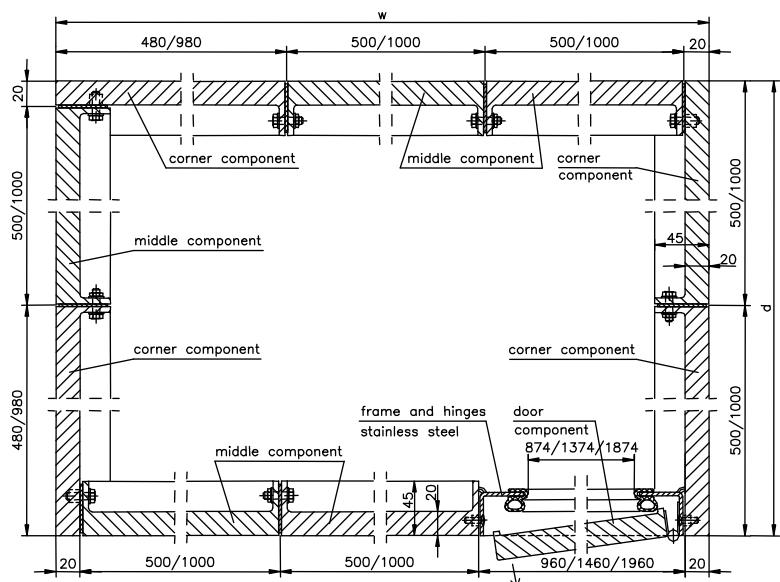 w
480/980
500/1000
500/1000
20
20
corner component
middle component
corner
component
500/1000
500/1000
45
middle component
20
d
corner component
corner component
480/980
frame and hinges
stainless steel
door
component
874/1374/1874
middle component
45
20
500/1000
20
500/1000
500/1000
960/1460/1960
20